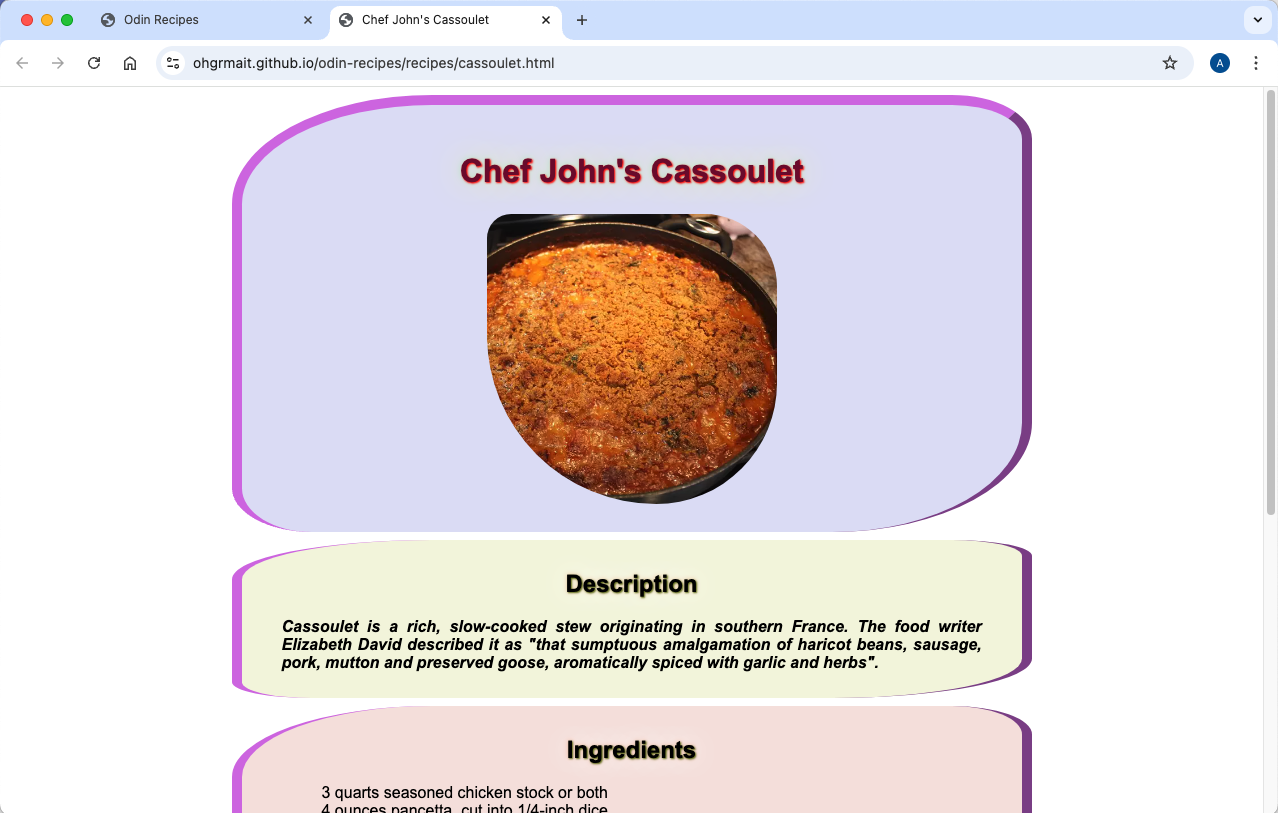 Odin Recipes
Chef John's Cassoulet
ohgrmait.github.io/odin-recipes/recipes/cassoulet.html
A
Chef John's Cassoulet
Description
Cassoulet is a rich, slow-cooked stew originating in southern France. The food writer
Elizabeth David described it as "that sumptuous amalgamation of haricot beans, sausage,
pork, mutton and preserved goose, aromatically spiced with garlic and herbs".
Ingredients
3 quarts seasoned chicken stock or both
4 ounces pancetta, cut into 1/4-inch dice